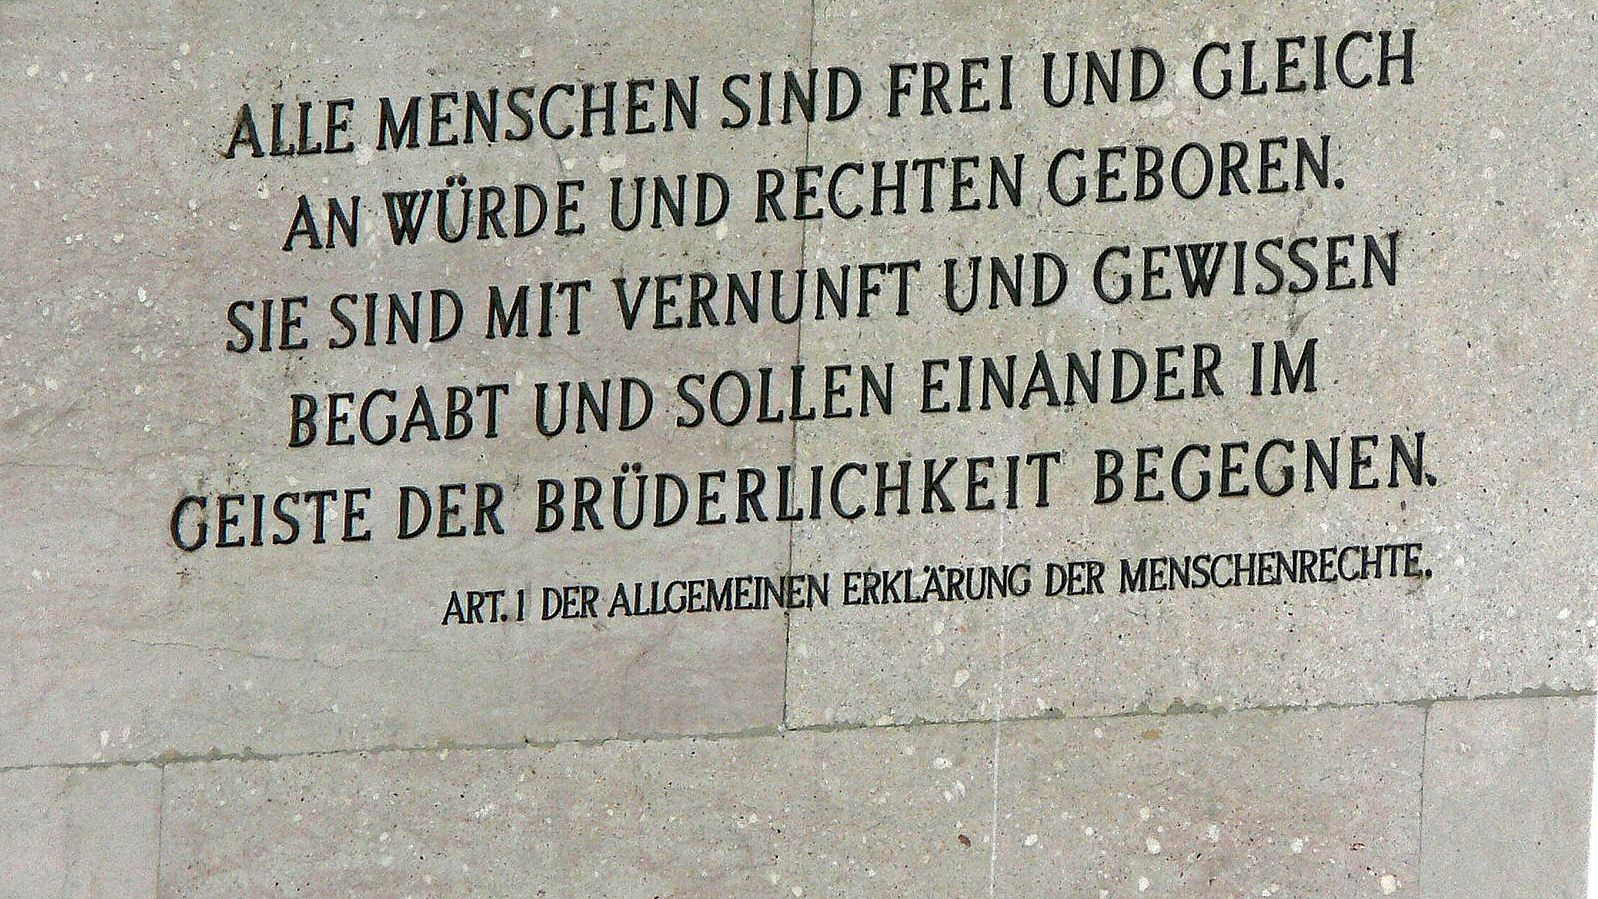 ALLE MENSCHEN SIND FREI UND GLEICH
AN WÜRDE UND RECHTEN GEBOREN.
SIE SIND MIT VERNUNFT UND GEWISSEN
BEGABT UND SOLLEN EINANDER IM
GEISTE DER BRÜDERLICHKEIT BEGEGNEN.
ART. 1 DER ALLGEMEINEN ERKLÄRUNG DER MENSCHENRECHTE.